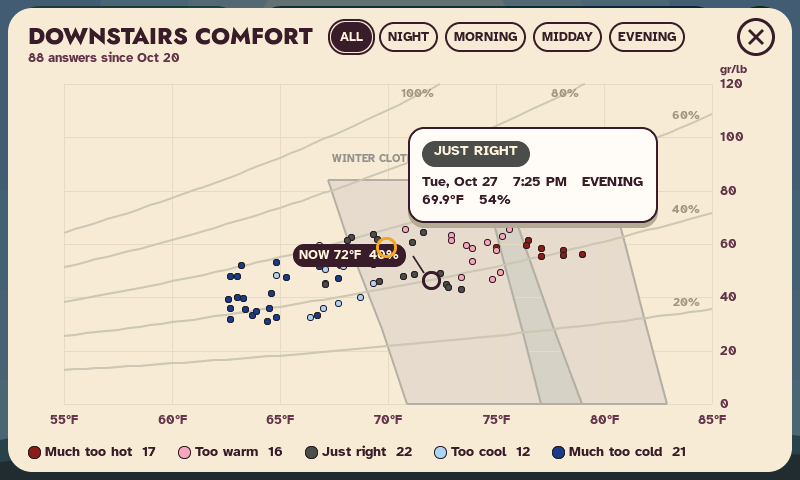 DOWNSTAIRS COMFORT
88 answers since Oct 20
ALL
NIGHT
MORNING
MIDDAY
EVENING
gr/lb
120
100
80
60
40
20
0
100%
80%
60%
40%
20%
WINTER CLOT
JUST RIGHT
Tue, Oct 27 7:25 PM EVENING
69.9°F 54%
NOW 72°F 40%
55°F
60°F
65°F
70°F
75°F
80°F
85°F
Much too hot 17
Too warm 16
Just right 22
Too cool 12
Much too cold 21